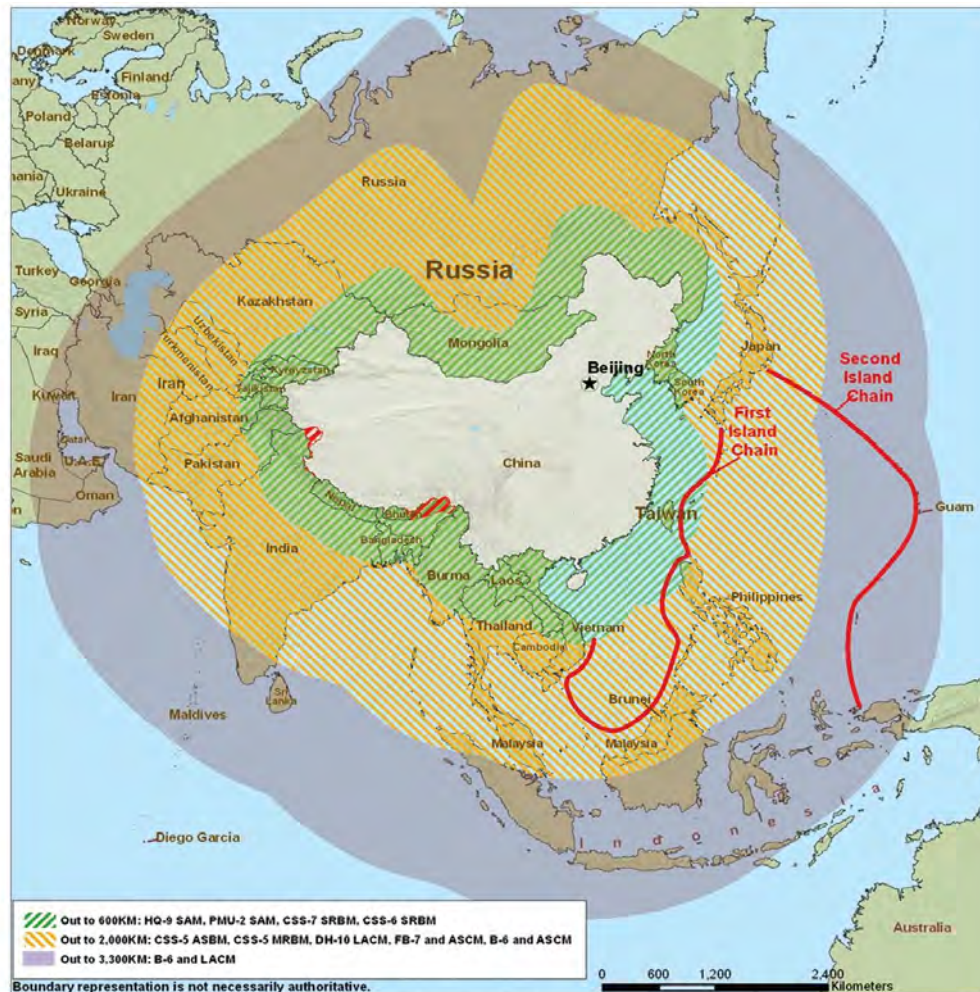 Norway
Sweden
Denmark
Finland
Estonia
Poland
Belarus
Ukraine
Russia
Turkey
Georgia
Syria
Kazakhstan
Russia
Mongolia
Uzbekistan
Turkmenistan
Kyrgyzstan
Tajikistan
Iraq
Iran
Iran
Kuwait
Afghanistan
Qatar
Saudi
Arabia
U.A.E.
Oman
Pakistan
Beijing
North
Korea
South
Korea
Japan
Second
Island
Chain
First
Island
Chain
China
Nepal
Bhutan
Bangladesh
India
Burma
Laos
Taiwan
Guam
Thailand
Vietnam
Cambodia
Philippines
Sri
Lanka
Maldives
Brunei
Malaysia
Malaysia
Diego Garcia
Indonesia
Australia
Out to 600KM: HQ-9 SAM, PMU-2 SAM, CSS-7 SRBM, CSS-6 SRBM
Out to 2,000KM: CSS-5 ASBM, CSS-5 MRBM, DH-10 LACM, FB-7 and ASCM, B-6 and ASCM
Out to 3,300KM: B-6 and LACM
Boundary representation is not necessarily authoritative.
0 600 1,200 2,400
Kilometers